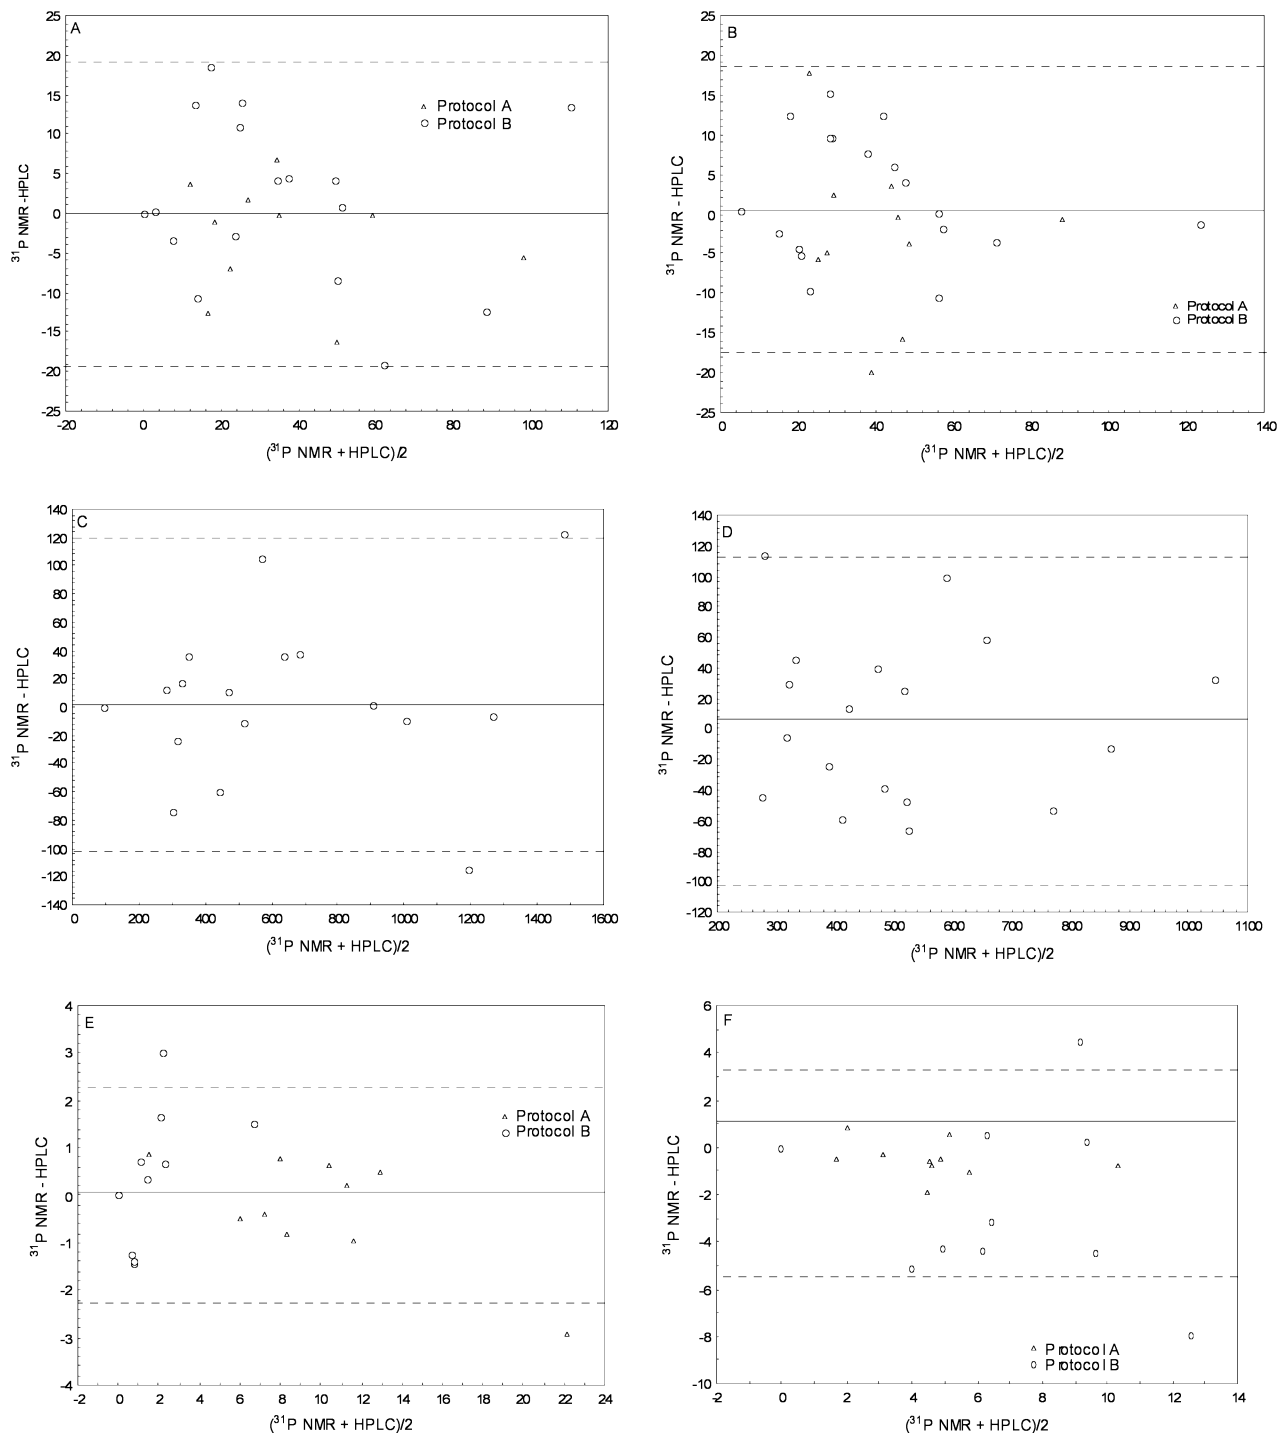 A
25
20
15
10
5
0
-5
-10
-15
-20
-25
-20 0 20 40 60 80 100 120
³¹P NMR -HPLC
(³¹P NMR + HPLC)/2
Protocol A
Protocol B
B
25
20
15
10
5
0
-5
-10
-15
-20
-25
0 20 40 60 80 100 120 140
³¹P NMR - HPLC
(³¹P NMR + HPLC)/2
Protocol A
Protocol B
C
140
120
100
80
60
40
20
0
-20
-40
-60
-80
-100
-120
-140
0 200 400 600 800 1000 1200 1400 1600
³¹P NMR - HPLC
(³¹P NMR + HPLC)/2
D
140
120
100
80
60
40
20
0
-20
-40
-60
-80
-100
-120
200 300 400 500 600 700 800 900 1000 1100
³¹P NMR - HPLC
(³¹P NMR + HPLC)/2
E
4
3
2
1
0
-1
-2
-3
-4
-2 0 2 4 6 8 10 12 14 16 18 20 22 24
³¹P NMR - HPLC
(³¹P NMR + HPLC)/2
Protocol A
Protocol B
F
6
4
2
0
-2
-4
-6
-8
-10
-2 0 2 4 6 8 10 12 14
³¹P NMR - HPLC
(³¹P NMR + HPLC)/2
Protocol A
Protocol B